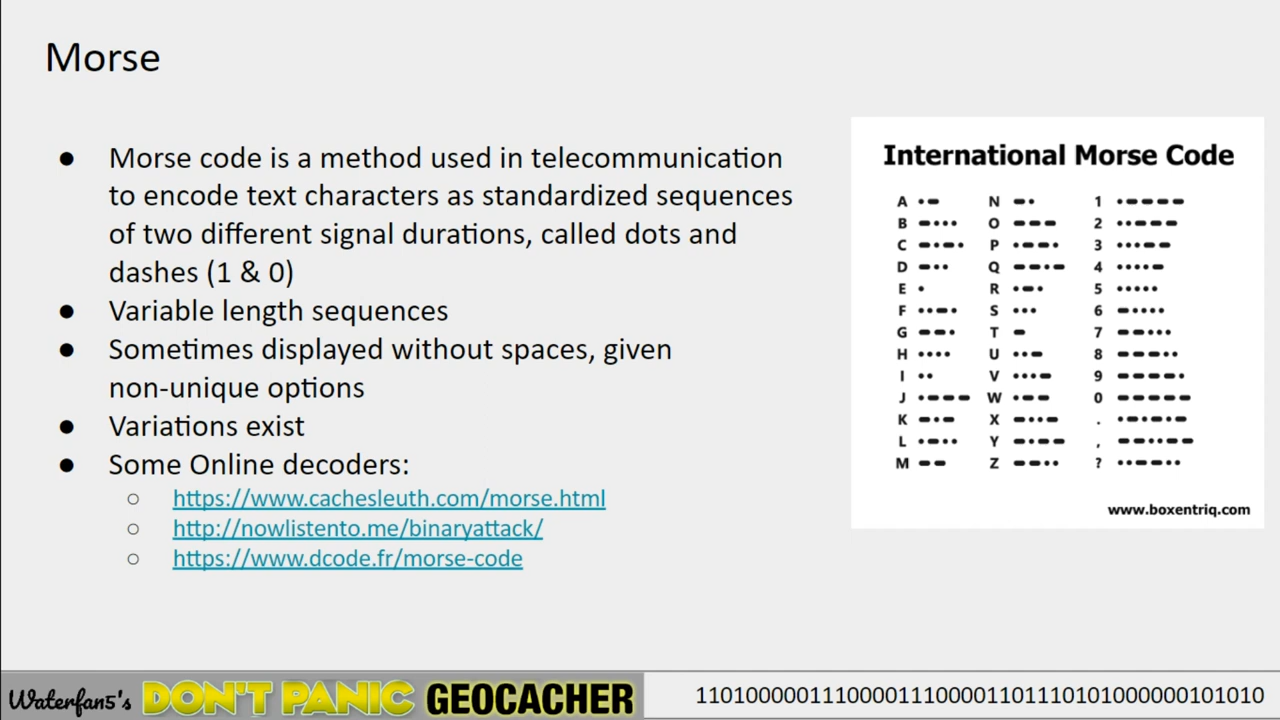 Morse
● Morse code is a method used in telecommunication
to encode text characters as standardized sequences
of two different signal durations, called dots and
dashes (1 & 0)
● Variable length sequences
● Sometimes displayed without spaces, given
non-unique options
● Variations exist
● Some Online decoders:
○ https://www.cachesleuth.com/morse.html
○ http://nowlistento.me/binaryattack/
○ https://www.dcode.fr/morse-code
International Morse Code
A •− N −• 1 •−−−−
B −••• O −−− 2 ••−−−
C −•−• P •−−• 3 •••−−
D −•• Q −−•− 4 ••••−
E • R •−• 5 •••••
F ••−• S ••• 6 −••••
G −−• T − 7 −−•••
H •••• U ••− 8 −−−••
I •• V •••− 9 −−−−•
J •−−− W •−− 0 −−−−−
K −•− X −••− . •−•−•−
L •−•• Y −•−− , −−••−−
M −− Z −−•• ? ••−−••
www.boxentriq.com
Waterfan5's DON'T PANIC GEOCACHER
110100000111000011100001101110101000000101010